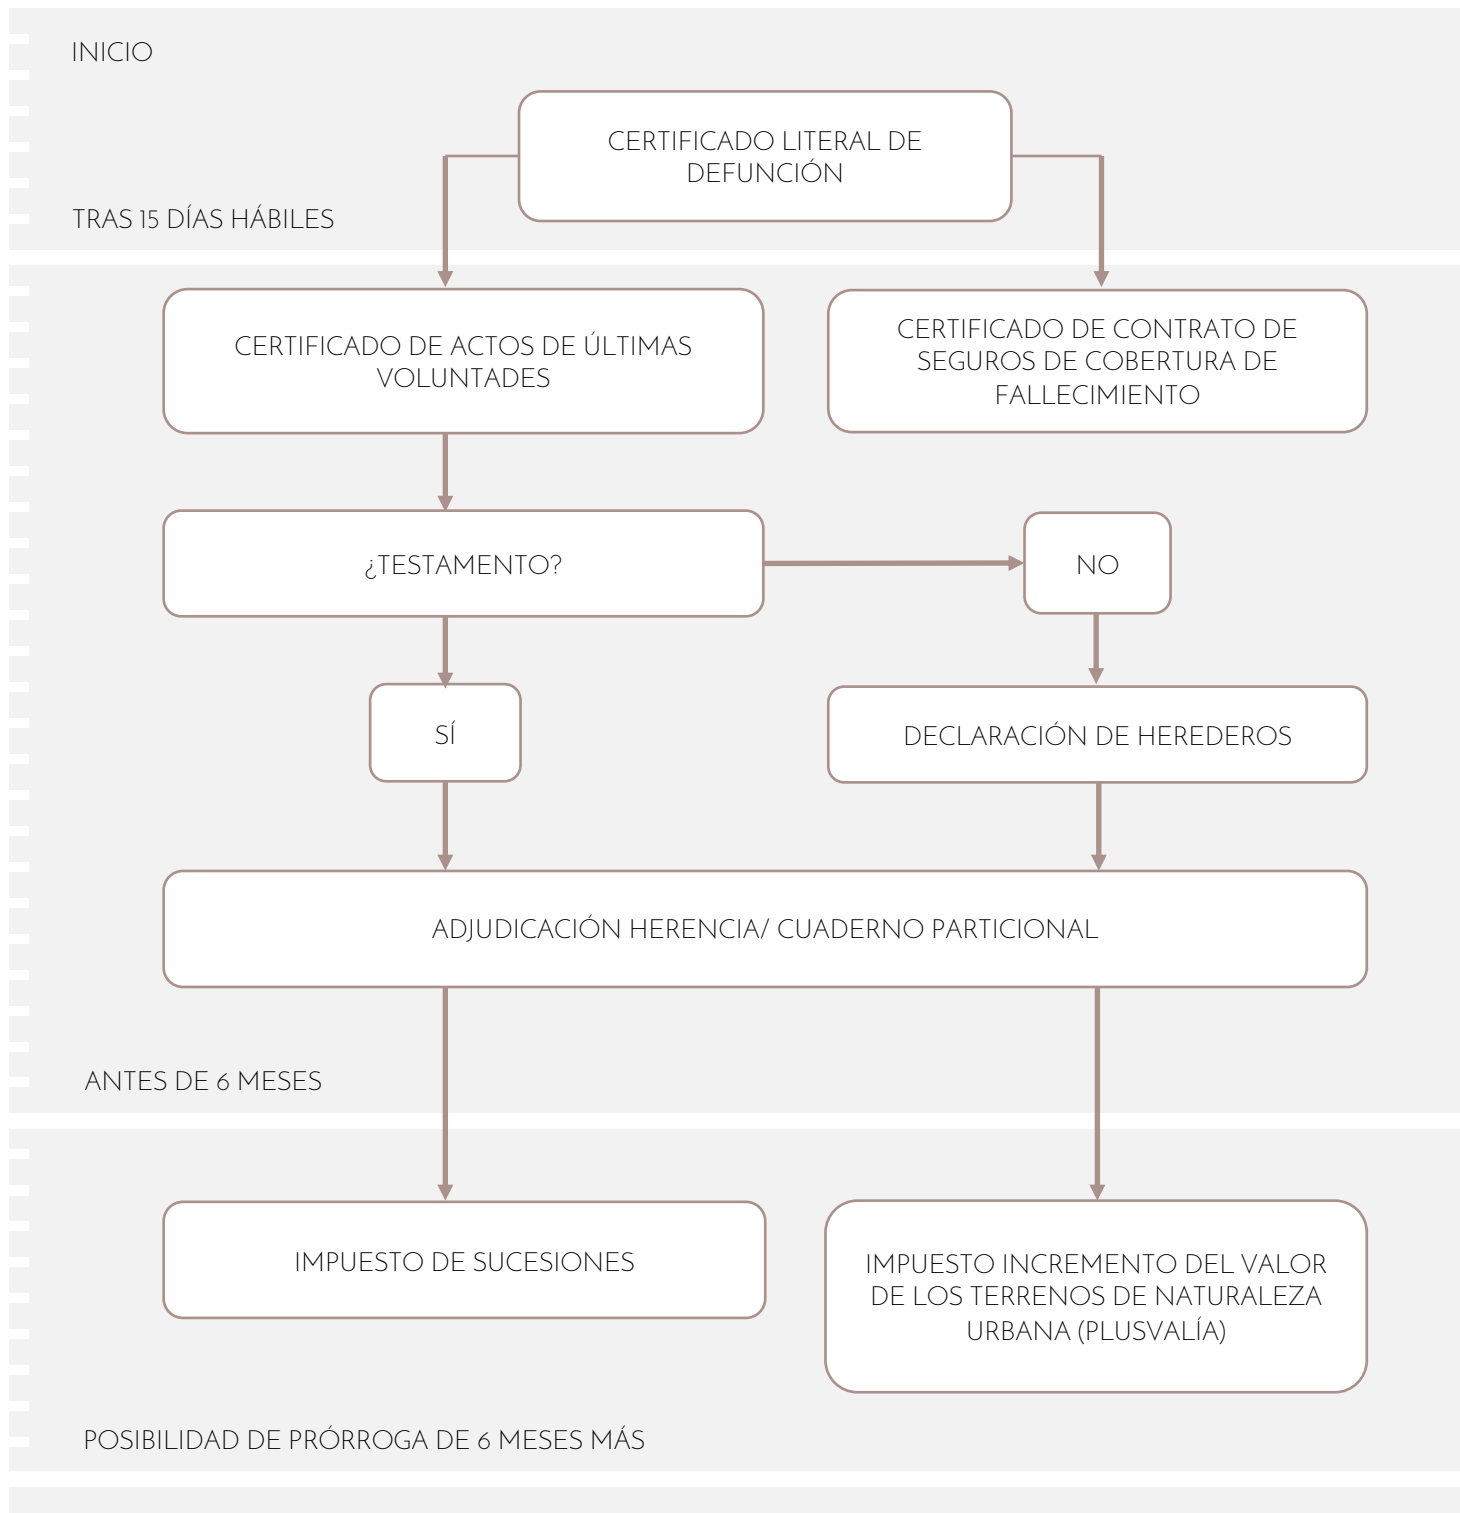 INICIO
CERTIFICADO LITERAL DE
DEFUNCIÓN
TRAS 15 DÍAS HÁBILES
CERTIFICADO DE ACTOS DE ÚLTIMAS
VOLUNTADES
CERTIFICADO DE CONTRATO DE
SEGUROS DE COBERTURA DE
FALLECIMIENTO
¿TESTAMENTO?
NO
SÍ
DECLARACIÓN DE HEREDEROS
ADJUDICACIÓN HERENCIA/ CUADERNO PARTICIONAL
ANTES DE 6 MESES
IMPUESTO DE SUCESIONES
IMPUESTO INCREMENTO DEL VALOR
DE LOS TERRENOS DE NATURALEZA
URBANA (PLUSVALÍA)
POSIBILIDAD DE PRÓRROGA DE 6 MESES MÁS